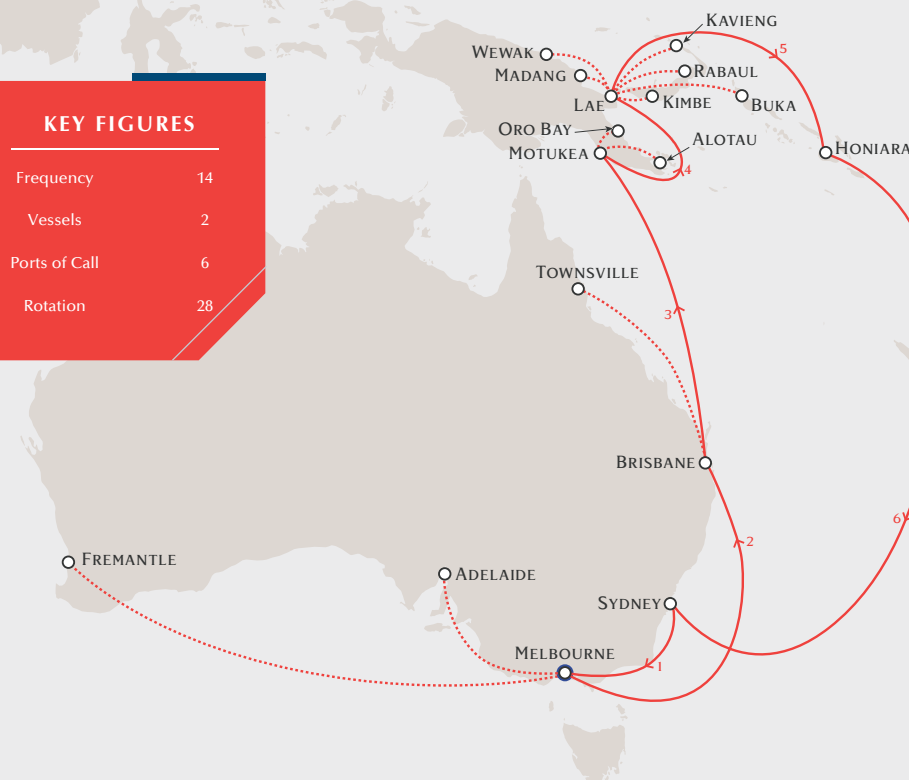 KAVIENG
5
WEWAK
MADANG
RABAUL
LAE
KIMBE
BUKA
KEY FIGURES
ORO BAY
ALOTAU
MOTUKEA
HONIARA
4
Frequency 14
Vessels 2
Ports of Call 6
TOWNSVILLE
Rotation 28
3
BRISBANE
6
2
FREMANTLE
ADELAIDE
SYDNEY
MELBOURNE
1